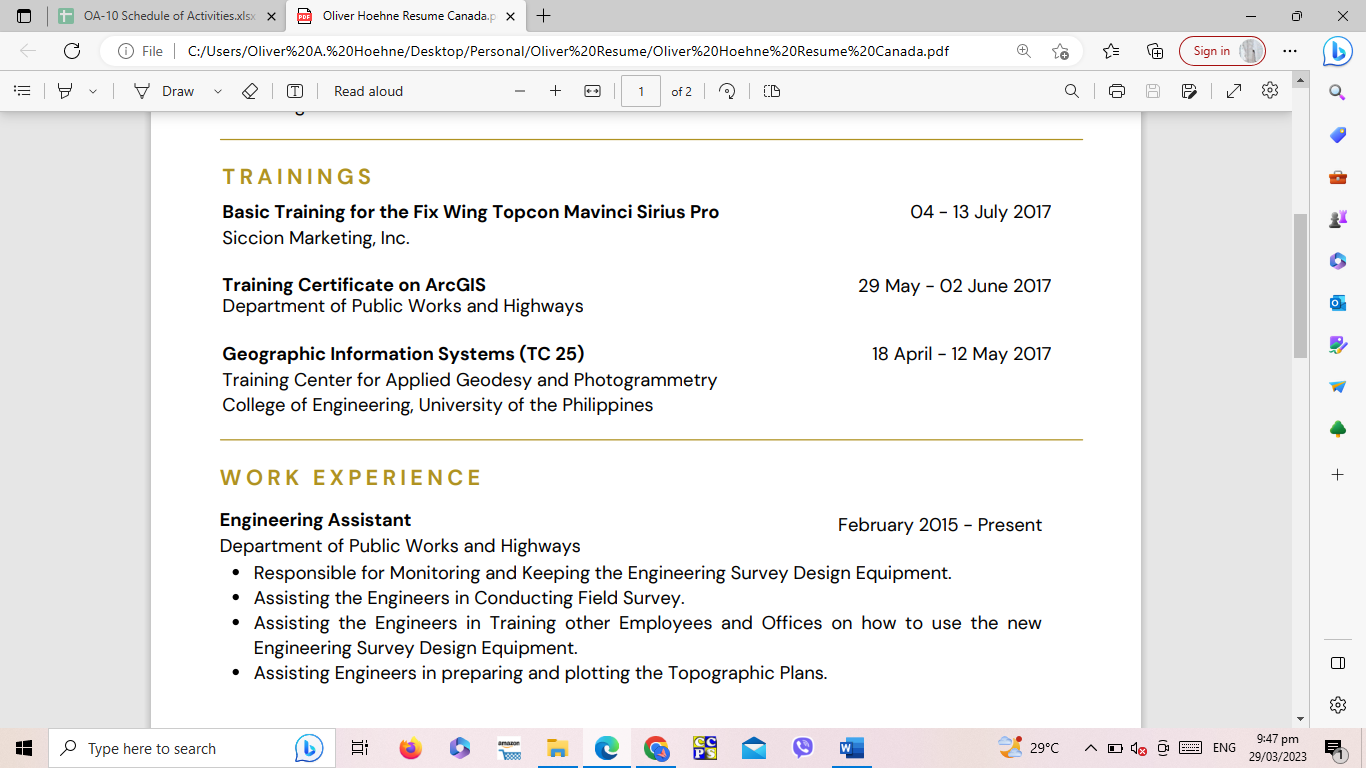 OA-10 Schedule of Activities.xlsx
Oliver Hoehne Resume Canada.p
File
C:/Users/Oliver%20A.%20Hoehne/Desktop/Personal/Oliver%20Resume/Oliver%20Hoehne%20Resume%20Canada.pdf
Sign in
Draw
Read aloud
1 of 2
TRAININGS
Basic Training for the Fix Wing Topcon Mavinci Sirius Pro 04 - 13 July 2017
Siccion Marketing, Inc.
Training Certificate on ArcGIS 29 May - 02 June 2017
Department of Public Works and Highways
Geographic Information Systems (TC 25) 18 April - 12 May 2017
Training Center for Applied Geodesy and Photogrammetry
College of Engineering, University of the Philippines
WORK EXPERIENCE
Engineering Assistant February 2015 - Present
Department of Public Works and Highways
• Responsible for Monitoring and Keeping the Engineering Survey Design Equipment.
• Assisting the Engineers in Conducting Field Survey.
• Assisting the Engineers in Training other Employees and Offices on how to use the new
Engineering Survey Design Equipment.
• Assisting Engineers in preparing and plotting the Topographic Plans.
Type here to search
amazon
29°C
ENG
9:47 pm
29/03/2023
1